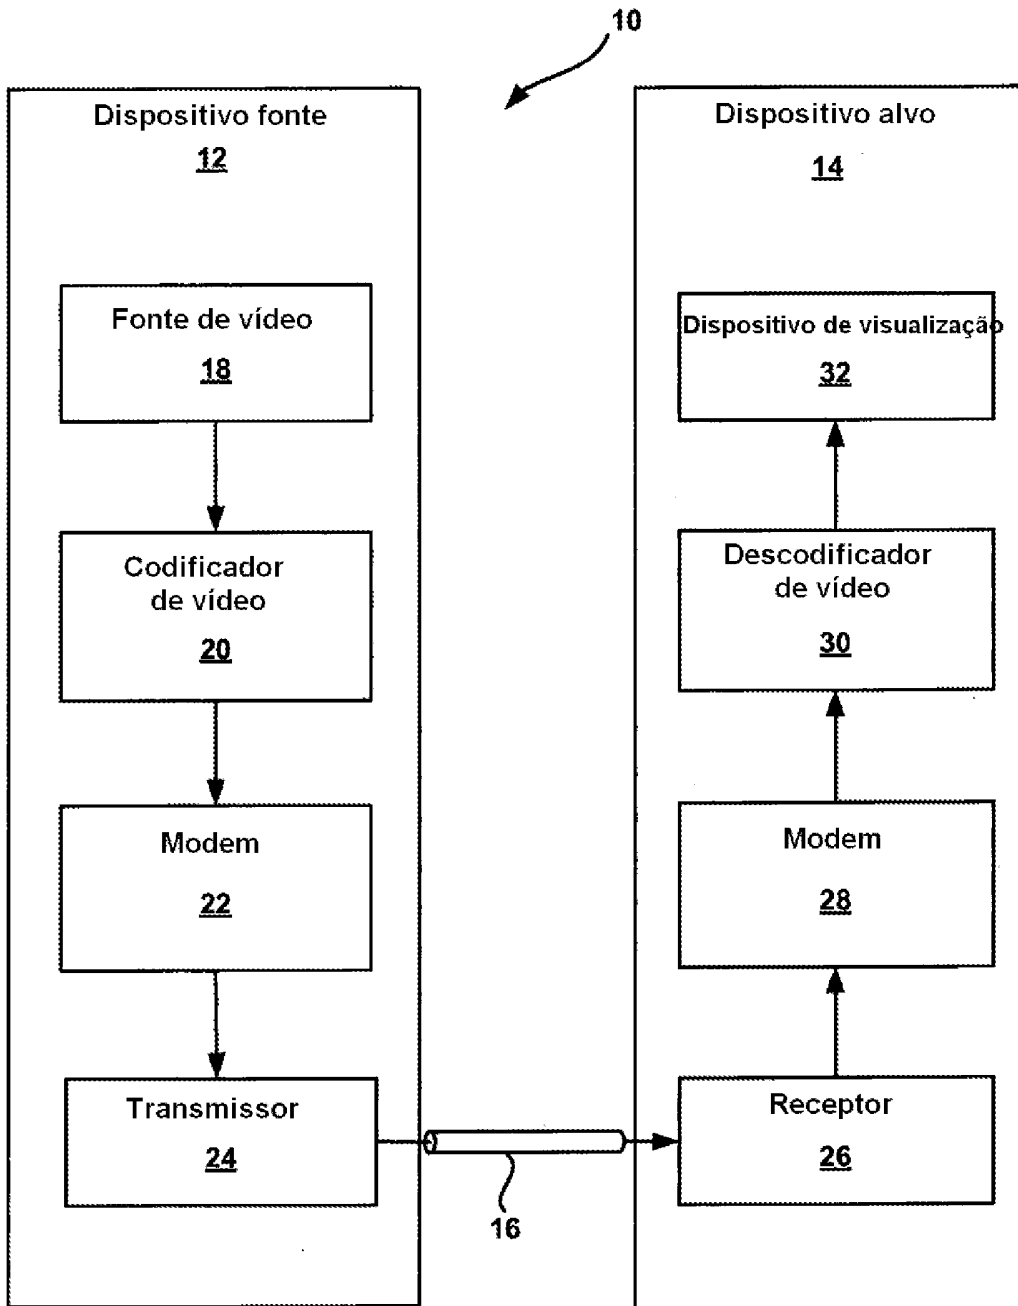 10
Dispositivo fonte
12
Fonte de vídeo
18
Codificador
de vídeo
20
Modem
22
Transmissor
24
16
Dispositivo alvo
14
Dispositivo de visualização
32
Descodificador
de vídeo
30
Modem
28
Receptor
26